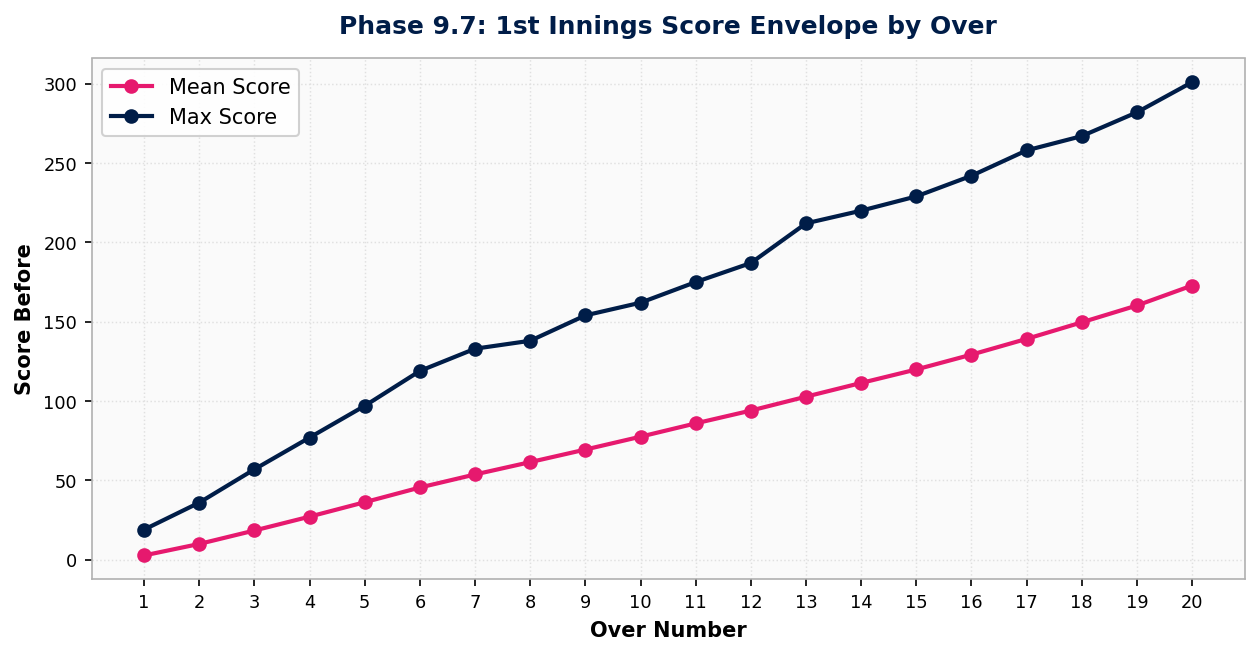 Phase 9.7: 1st Innings Score Envelope by Over
Mean Score
Max Score
Score Before
300
250
200
150
100
50
0
1 2 3 4 5 6 7 8 9 10 11 12 13 14 15 16 17 18 19 20
Over Number